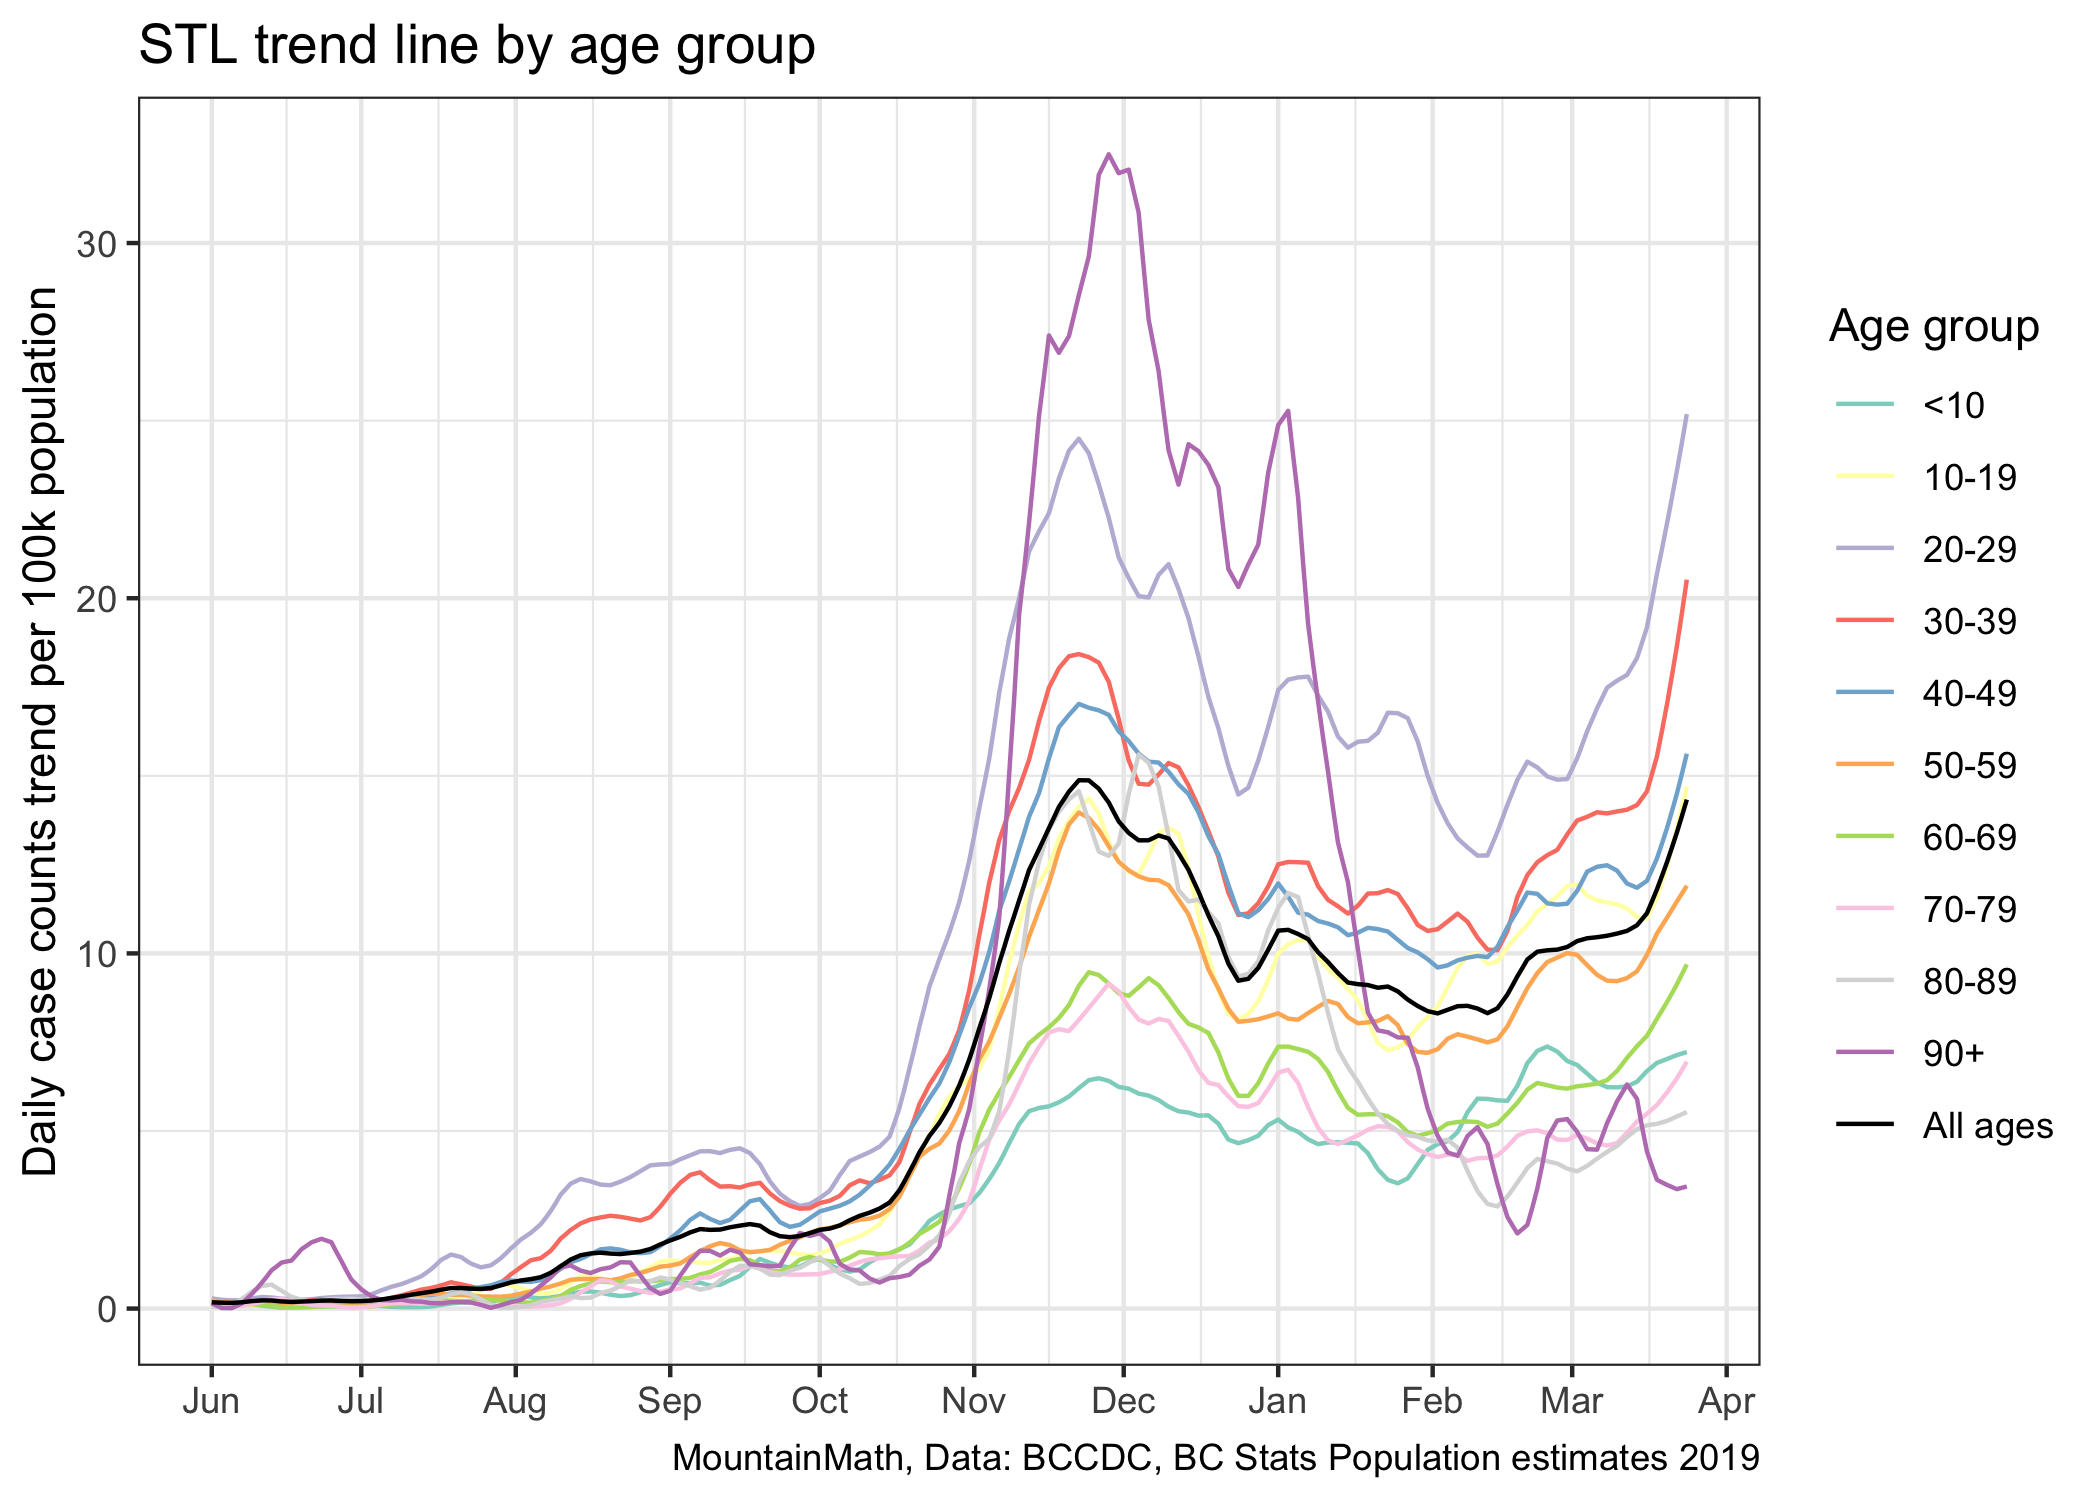 STL trend line by age group
Daily case counts trend per 100k population
30
20
10
0
Jun Jul Aug Sep Oct Nov Dec Jan Feb Mar Apr
Age group
<10
10-19
20-29
30-39
40-49
50-59
60-69
70-79
80-89
90+
All ages
MountainMath, Data: BCCDC, BC Stats Population estimates 2019